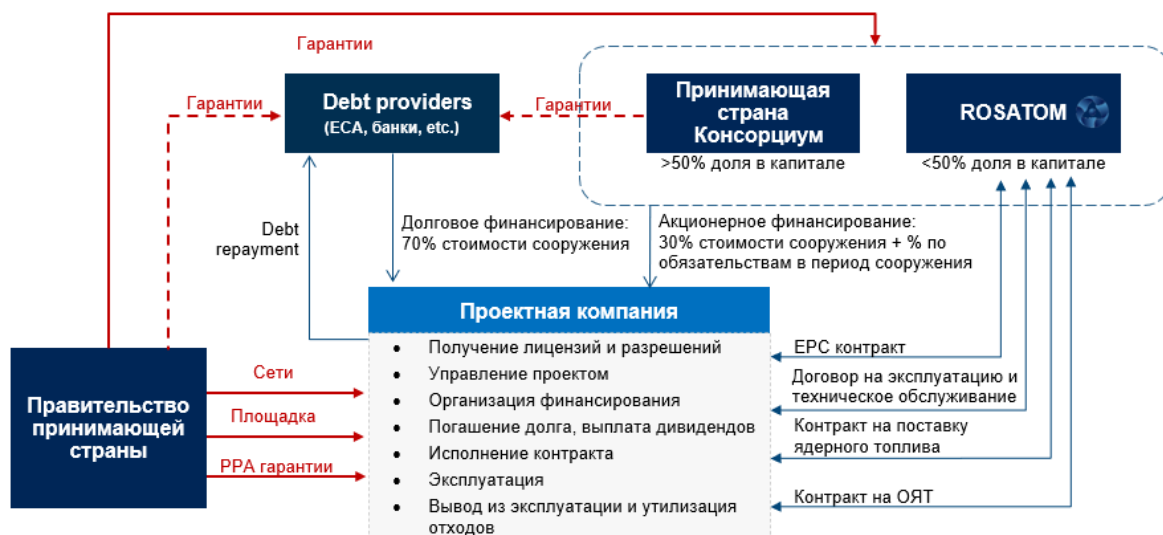 Гарантии
Гарантии
Debt providers
(ECA, банки, etc.)
Гарантии
Принимающая
страна
Консорциум
ROSATOM
>50% доля в капитале
<50% доля в капитале
Debt
repayment
Долговое финансирование:
70% стоимости сооружения
Акционерное финансирование:
30% стоимости сооружения + % по
обязательствам в период сооружения
Проектная компания
• Получение лицензий и разрешений
• Управление проектом
• Организация финансирования
• Погашение долга, выплата дивидендов
• Исполнение контракта
• Эксплуатация
• Вывод из эксплуатации и утилизация
отходов
Правительство
принимающей
страны
Сети
Площадка
PPA гарантии
EPC контракт
Договор на эксплуатацию и
техническое обслуживание
Контракт на поставку
ядерного топлива
Контракт на ОЯТ